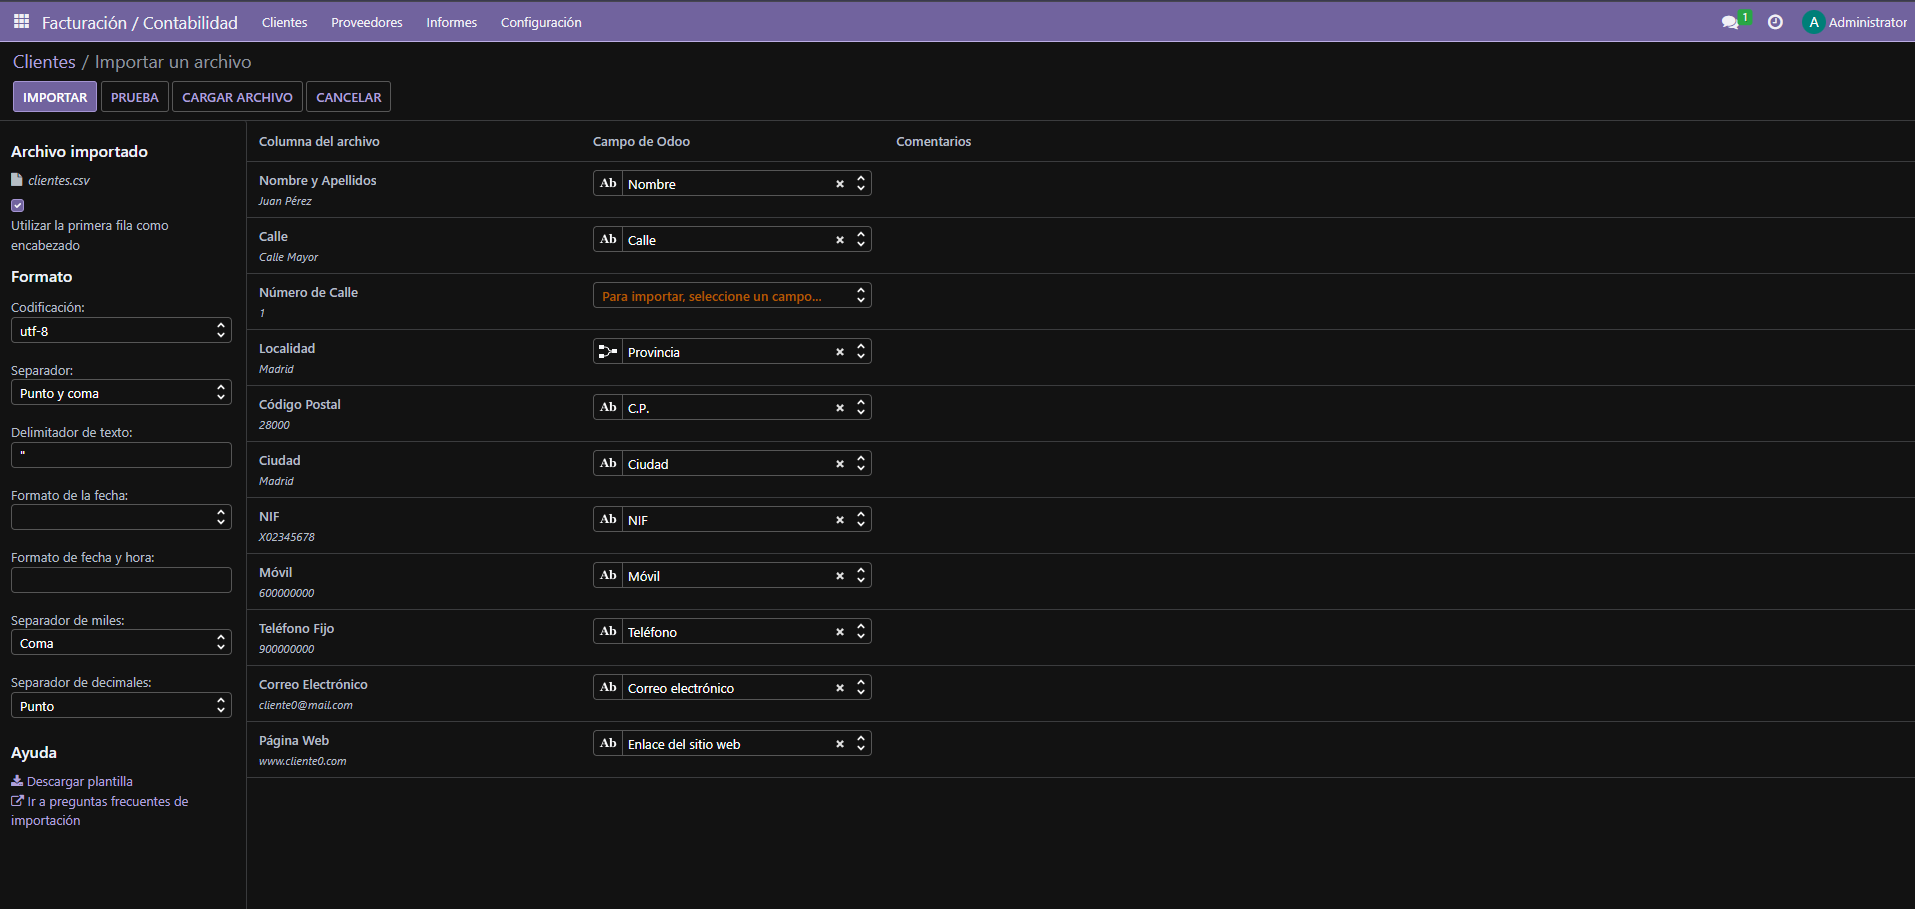 Facturación / Contabilidad Clientes Proveedores Informes Configuración 1 A Administrator
Clientes / Importar un archivo
IMPORTAR PRUEBA CARGAR ARCHIVO CANCELAR
Archivo importado
clientes.csv
Utilizar la primera fila como
encabezado
Formato
Codificación:
utf-8
Separador:
Punto y coma
Delimitador de texto:
"
Formato de la fecha:
Formato de fecha y hora:
Separador de miles:
Coma
Separador de decimales:
Punto
Ayuda
Descargar plantilla
Ir a preguntas frecuentes de
importación
Columna del archivo Campo de Odoo Comentarios
Nombre y Apellidos
Juan Pérez
Ab Nombre
Calle
Calle Mayor
Ab Calle
Número de Calle
1
Para importar, seleccione un campo...
Localidad
Madrid
Provincia
Código Postal
28000
Ab C.P.
Ciudad
Madrid
Ab Ciudad
NIF
X02345678
Ab NIF
Móvil
600000000
Ab Móvil
Teléfono Fijo
900000000
Ab Teléfono
Correo Electrónico
cliente0@mail.com
Ab Correo electrónico
Página Web
www.cliente0.com
Ab Enlace del sitio web